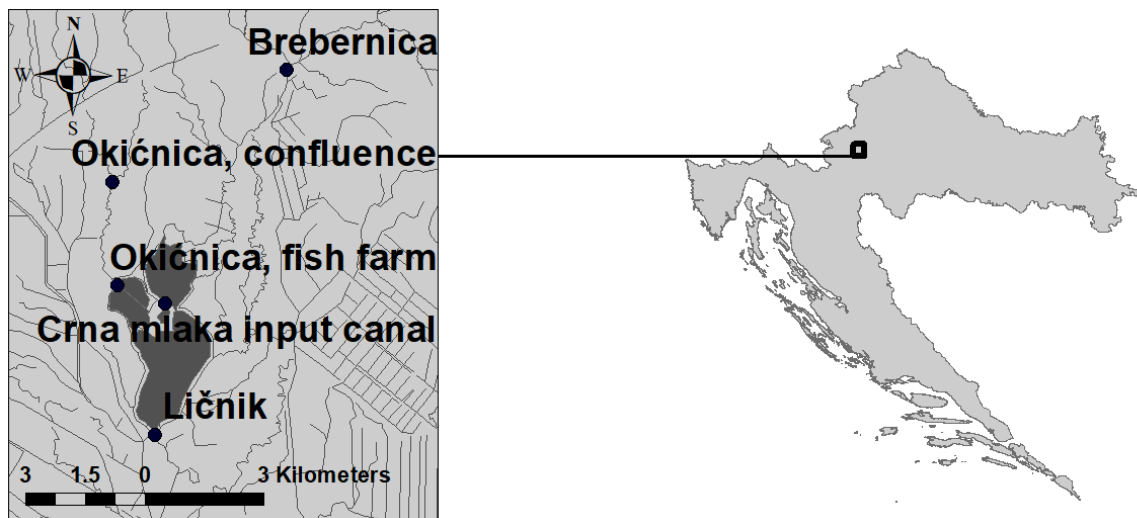 N
W E
S
Brebernica
Okićnica, confluence
Okićnica, fish farm
Crna mlaka input canal
Ličnik
3 1.5 0 3 Kilometers